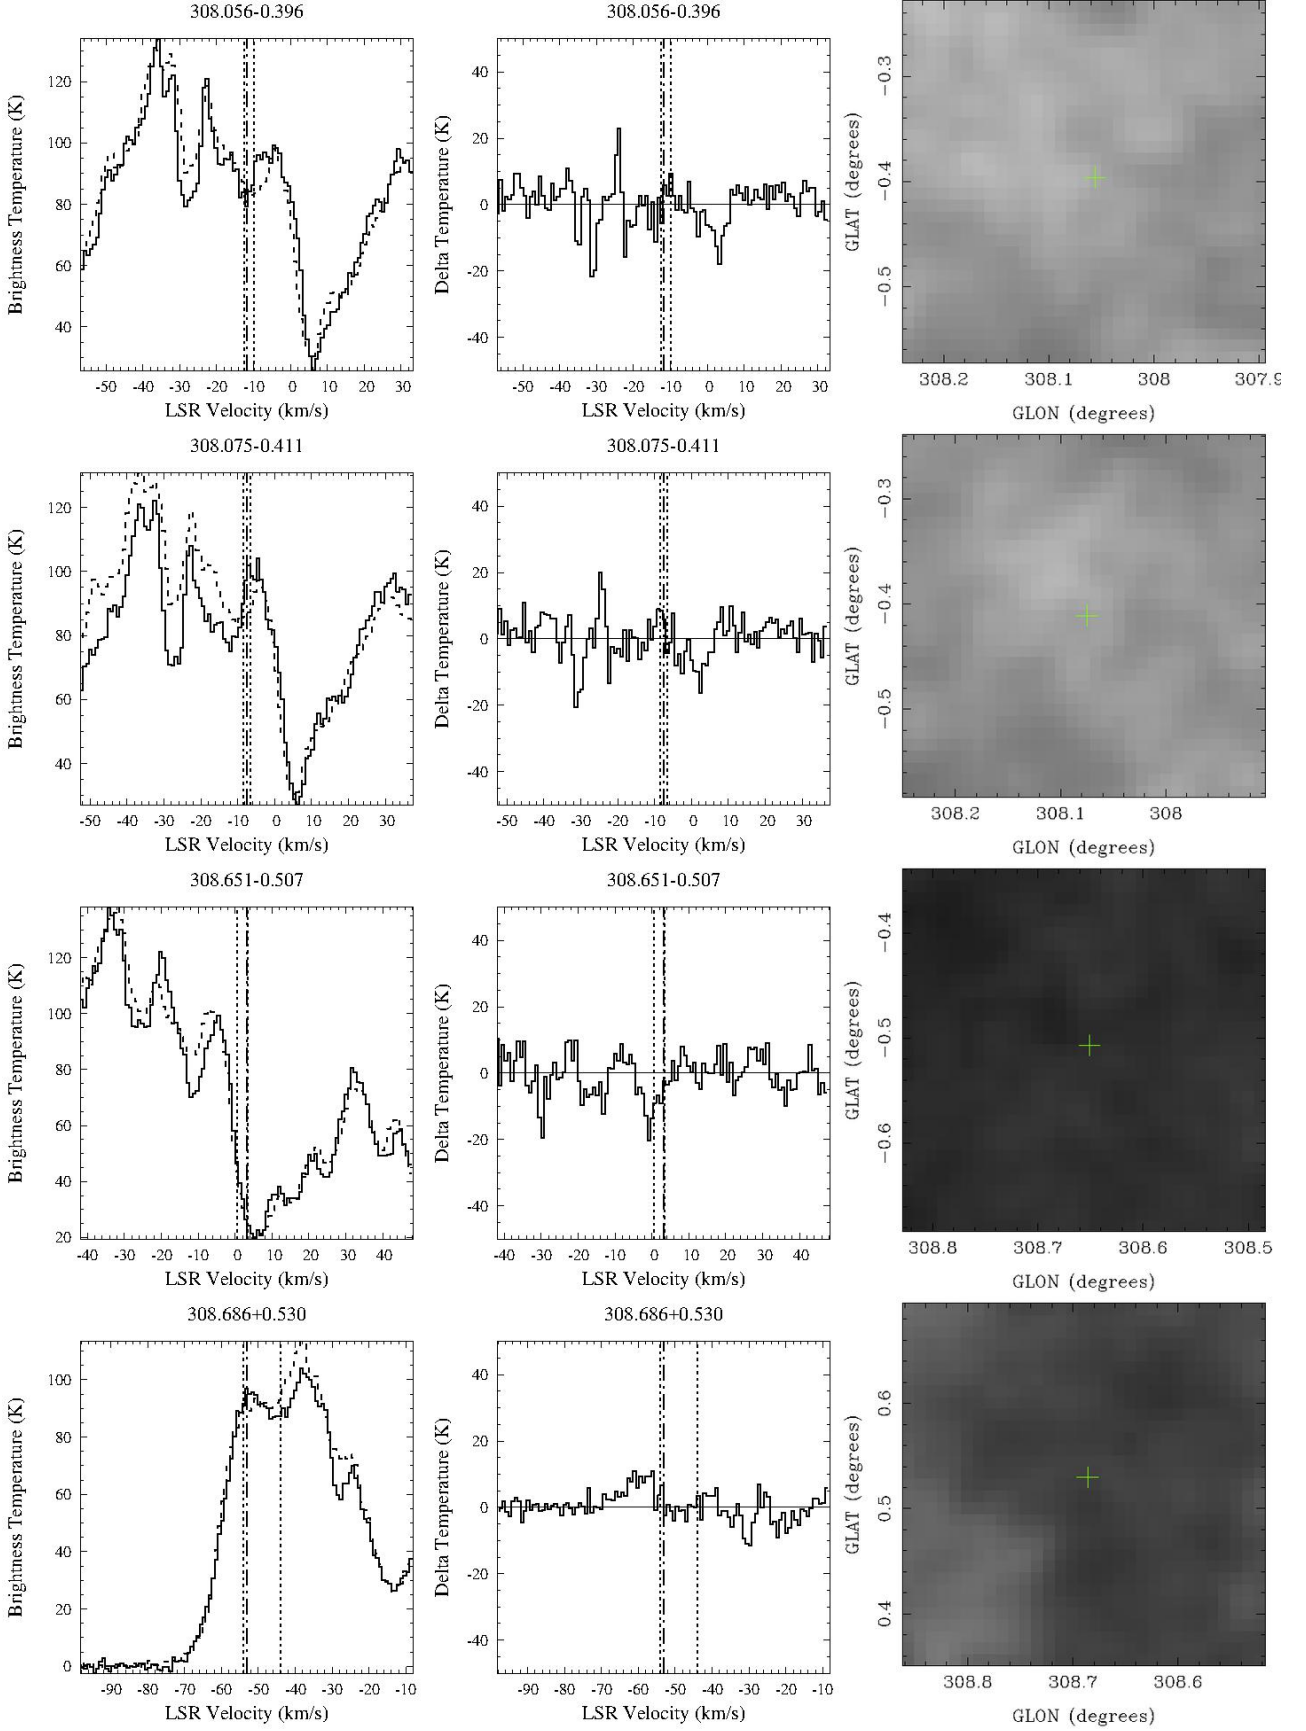 308.056-0.396
308.056-0.396
Brightness Temperature (K)
120
100
80
60
40
-50 -40 -30 -20 -10 0 10 20 30
LSR Velocity (km/s)
Delta Temperature (K)
40
20
0
-20
-40
-50 -40 -30 -20 -10 0 10 20 30
LSR Velocity (km/s)
GLAT (degrees)
−0.3
−0.4
−0.5
308.2 308.1 308 307.9
GLON (degrees)
308.075-0.411
308.075-0.411
Brightness Temperature (K)
120
100
80
60
40
-50 -40 -30 -20 -10 0 10 20 30
LSR Velocity (km/s)
Delta Temperature (K)
40
20
0
-20
-40
-50 -40 -30 -20 -10 0 10 20 30
LSR Velocity (km/s)
GLAT (degrees)
−0.3
−0.4
−0.5
308.2 308.1 308
GLON (degrees)
308.651-0.507
308.651-0.507
Brightness Temperature (K)
120
100
80
60
40
20
-40 -30 -20 -10 0 10 20 30 40
LSR Velocity (km/s)
Delta Temperature (K)
40
20
0
-20
-40
-40 -30 -20 -10 0 10 20 30 40
LSR Velocity (km/s)
GLAT (degrees)
−0.4
−0.5
−0.6
308.8 308.7 308.6 308.5
GLON (degrees)
308.686+0.530
308.686+0.530
Brightness Temperature (K)
100
80
60
40
20
0
-90 -80 -70 -60 -50 -40 -30 -20 -10
LSR Velocity (km/s)
Delta Temperature (K)
40
20
0
-20
-40
-90 -80 -70 -60 -50 -40 -30 -20 -10
LSR Velocity (km/s)
GLAT (degrees)
0.6
0.5
0.4
308.8 308.7 308.6
GLON (degrees)